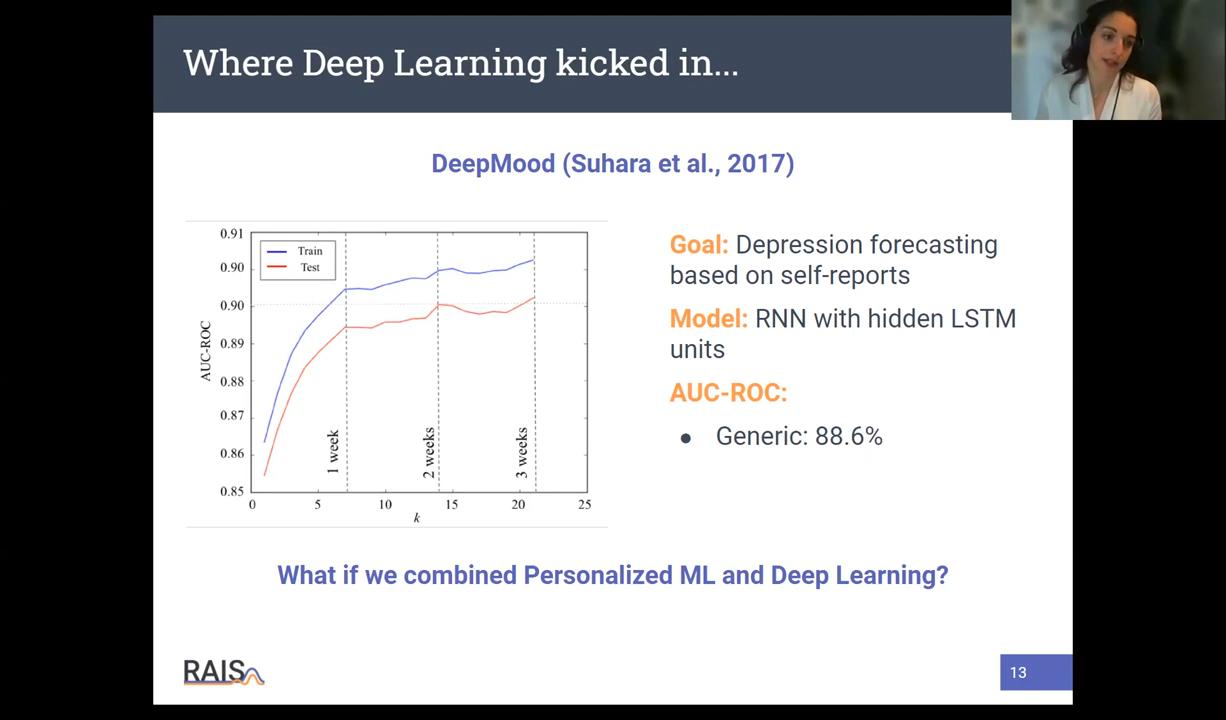 Where Deep Learning kicked in...
DeepMood (Suhara et al., 2017)
0.91
0.90
0.90
0.89
0.88
0.87
0.86
0.85
AUC-ROC
Train
Test
1 week
2 weeks
3 weeks
0
5
10
15
20
25
k
Goal: Depression forecasting
based on self-reports
Model: RNN with hidden LSTM
units
AUC-ROC:
● Generic: 88.6%
What if we combined Personalized ML and Deep Learning?
RAIS
13